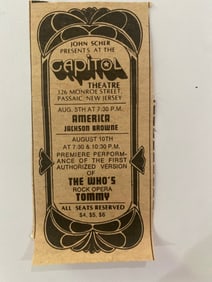 JOHN SCHER
PRESENTS AT THE
CAPITOL
THEATRE
326 MONROE STREET,
PASSAIC, NEW JERSEY
AUG. 5TH AT 7:30 P.M.
AMERICA
JACKSON BROWNE
AUGUST 10TH
AT 7:30 & 10:30 P.M.
PREMIERE PERFORM-
ANCE OF THE FIRST
AUTHORIZED VERSION
OF
THE WHO'S
ROCK OPERA
TOMMY
ALL SEATS RESERVED
$4, $5, $6